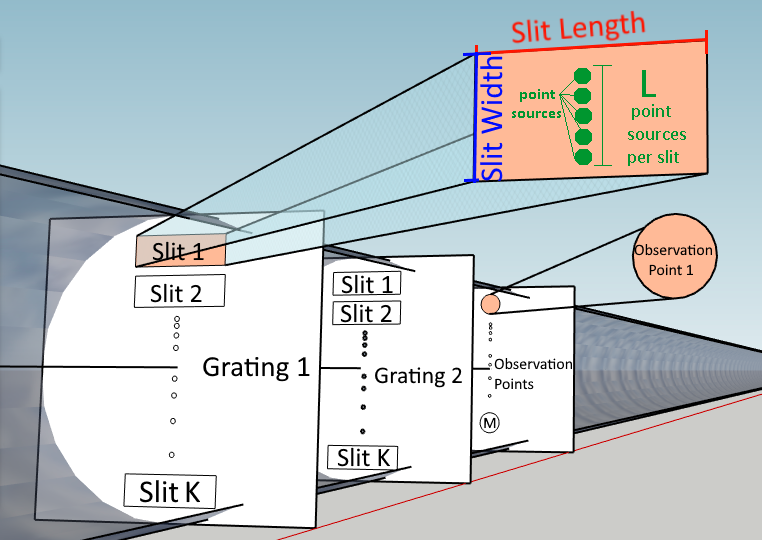 Slit Length
Slit Width
point
sources
L
point
sources
per slit
Slit 1
Slit 2
Grating 1
Slit K
Slit 1
Slit 2
Grating 2
Slit K
Observation
Points
M
Observation
Point 1